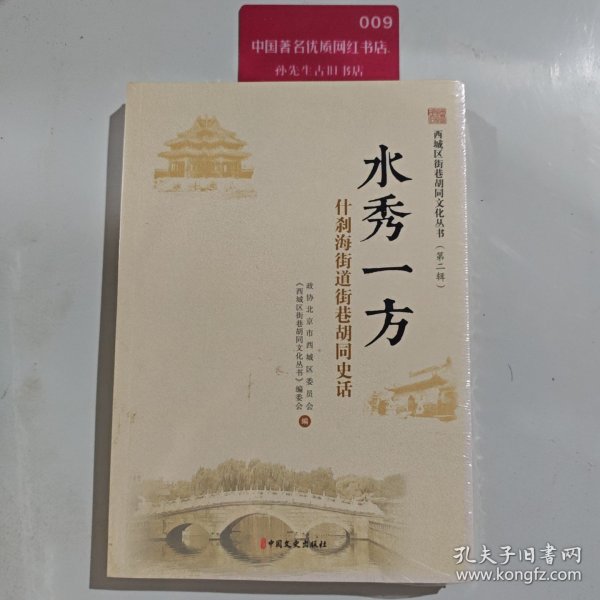 009
中国著名优质网红书店
孙先生古旧书店
西城区街巷胡同文化丛书（第二辑）
水秀一方
什刹海街道街巷胡同史话
政协北京市西城区委员会
《西城区街巷胡同文化丛书》编委会
编
中国文史出版社
孔夫子旧书网
www.kongfz.com